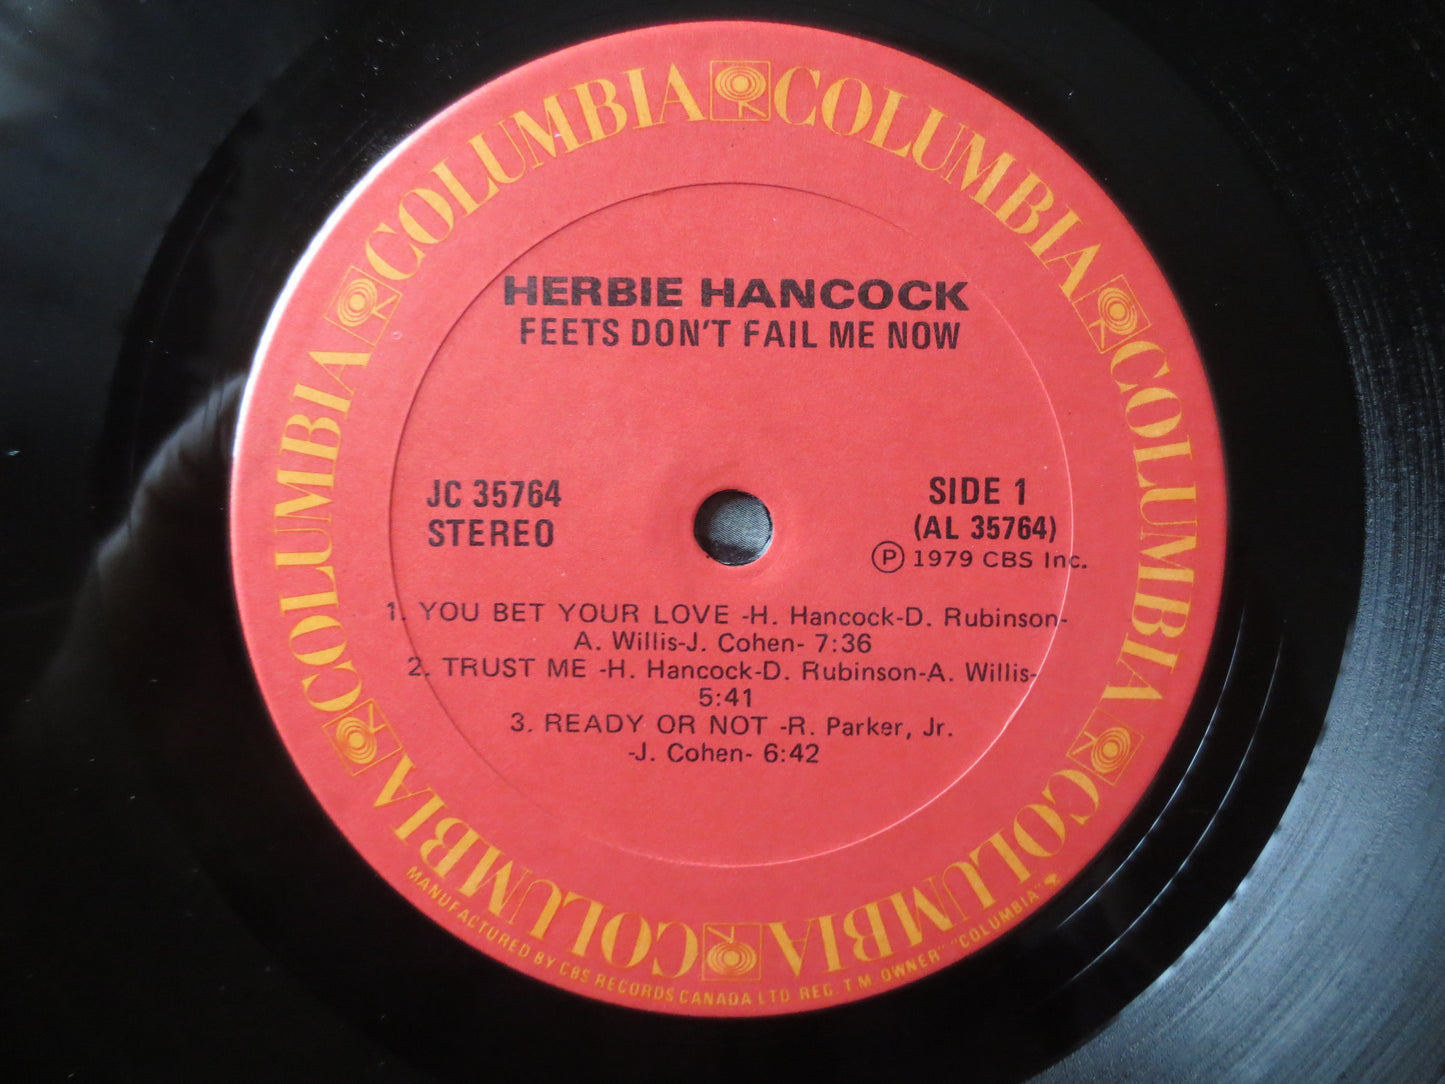 COLUMBIA COLUMBIA COLUMBIA COLUMBIA COLUMBIA COLUMBIA COLUMBIA COLUMBIA
HERBIE HANCOCK
FEETS DON'T FAIL ME NOW
JC 35764
STEREO
SIDE 1
(AL 35764)
Ⓟ 1979 CBS Inc.
1. YOU BET YOUR LOVE -H. Hancock-D. Rubinson-
A. Willis-J. Cohen- 7:36
2. TRUST ME -H. Hancock-D. Rubinson-A. Willis-
5:41
3. READY OR NOT -R. Parker, Jr.
-J. Cohen- 6:42
MANUFACTURED BY CBS RECORDS CANADA LTD REG. T M OWNER" "COLUMBIA"